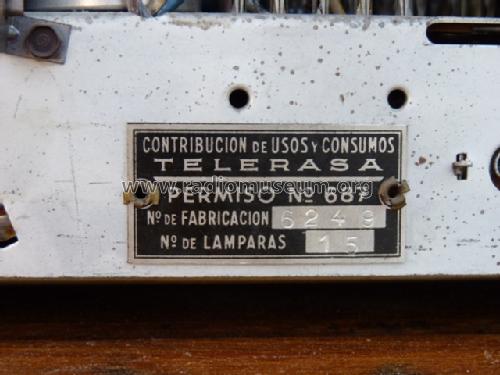 CONTRIBUCION DE USOS Y CONSUMOS
TELERASA
www.radiomuseum.org
PERMISO Nº 687
Nº DE FABRICACION 6249
Nº DE LAMPARAS 15